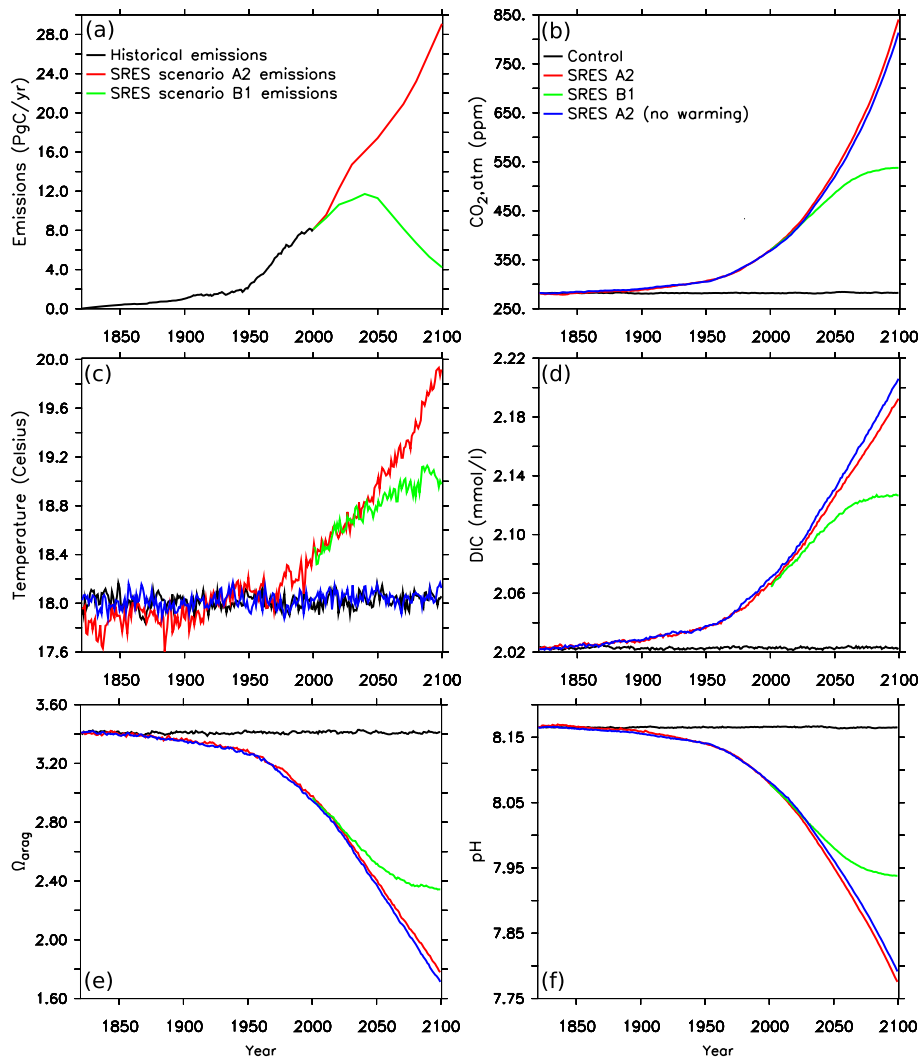 (a)
Historical emissions
SRES scenario A2 emissions
SRES scenario B1 emissions
Emissions (PgC/yr)
28.0
24.0
20.0
16.0
12.0
8.0
4.0
0.0
1850 1900 1950 2000 2050 2100
(b)
Control
SRES A2
SRES B1
SRES A2 (no warming)
CO2,atm (ppm)
850.
750.
650.
550.
450.
350.
250.
1850 1900 1950 2000 2050 2100
(c)
Temperature (Celsius)
20.0
19.6
19.2
18.8
18.4
18.0
17.6
1850 1900 1950 2000 2050 2100
(d)
DIC (mmol/l)
2.22
2.18
2.14
2.10
2.06
2.02
1850 1900 1950 2000 2050 2100
(e)
Ωarag
3.60
3.20
2.80
2.40
2.00
1.60
1850 1900 1950 2000 2050 2100
Year
(f)
pH
8.15
8.05
7.95
7.85
7.75
1850 1900 1950 2000 2050 2100
Year